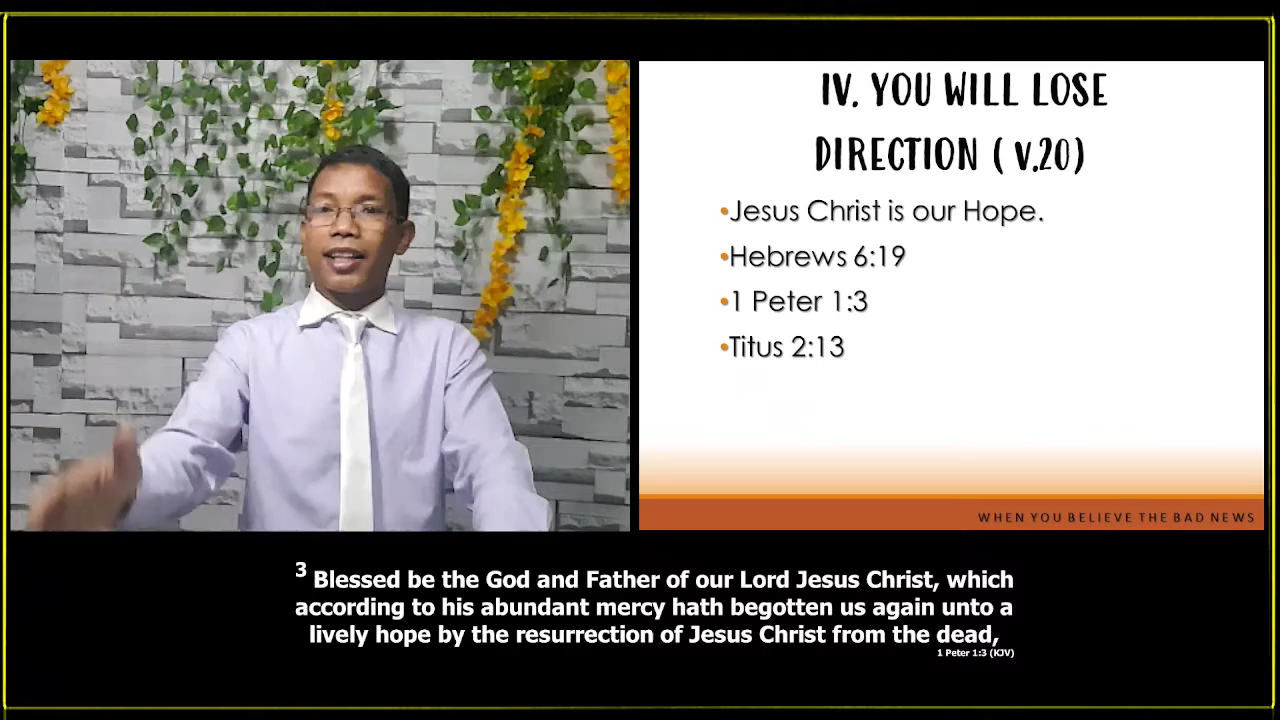 IV. YOU WILL LOSE
DIRECTION ( V.20)
•Jesus Christ is our Hope.
•Hebrews 6:19
•1 Peter 1:3
•Titus 2:13
WHEN YOU BELIEVE THE BAD NEWS
3 Blessed be the God and Father of our Lord Jesus Christ, which
according to his abundant mercy hath begotten us again unto a
lively hope by the resurrection of Jesus Christ from the dead,
1 Peter 1:3 (KJV)